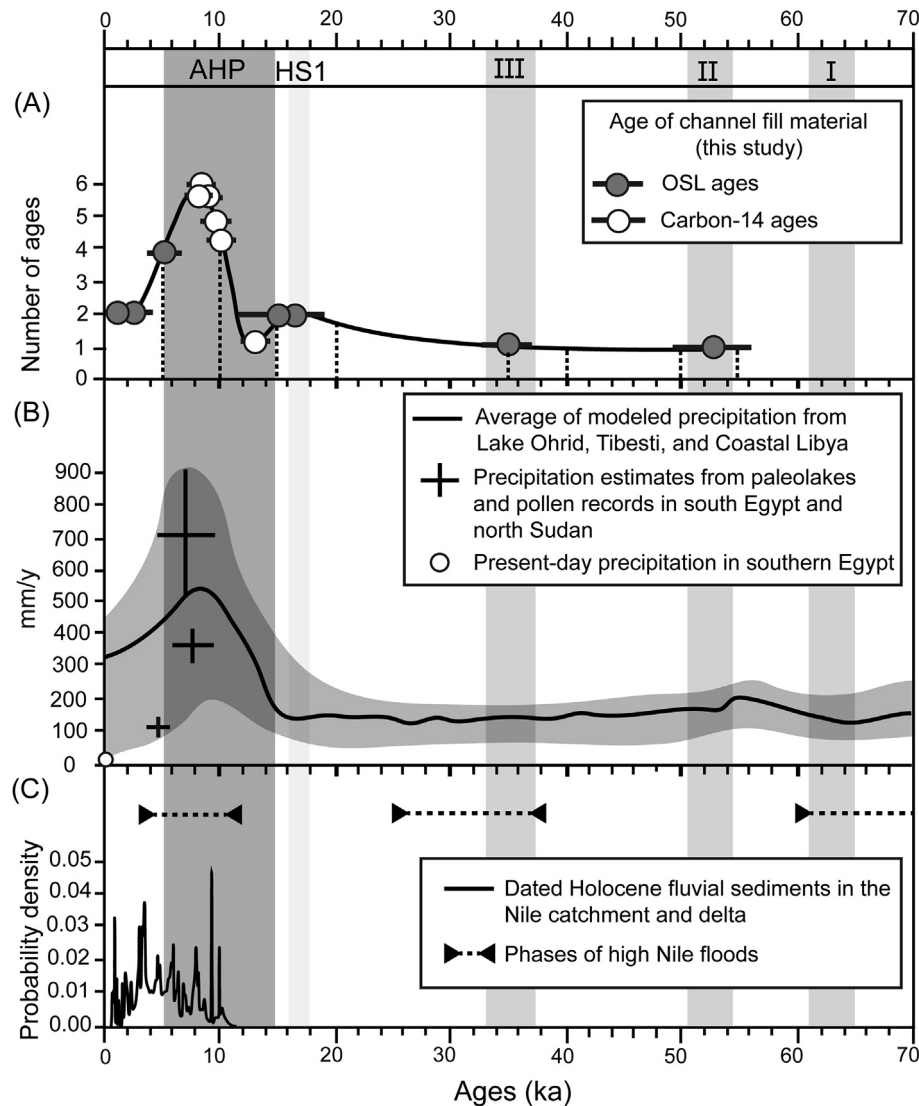 0 10 20 30 40 50 60 70
AHP HS1 III II I
(A)
Age of channel fill material
(this study)
OSL ages
Carbon-14 ages
6
5
4
3
2
1
0
Number of ages
(B)
Average of modeled precipitation from
Lake Ohrid, Tibesti, and Coastal Libya
Precipitation estimates from paleolakes
and pollen records in south Egypt and
north Sudan
Present-day precipitation in southern Egypt
900
800
700
600
500
400
300
200
100
0
mm/y
(C)
Dated Holocene fluvial sediments in the
Nile catchment and delta
Phases of high Nile floods
0.05
0.04
0.03
0.02
0.01
0.00
Probability density
0 10 20 30 40 50 60 70
Ages (ka)